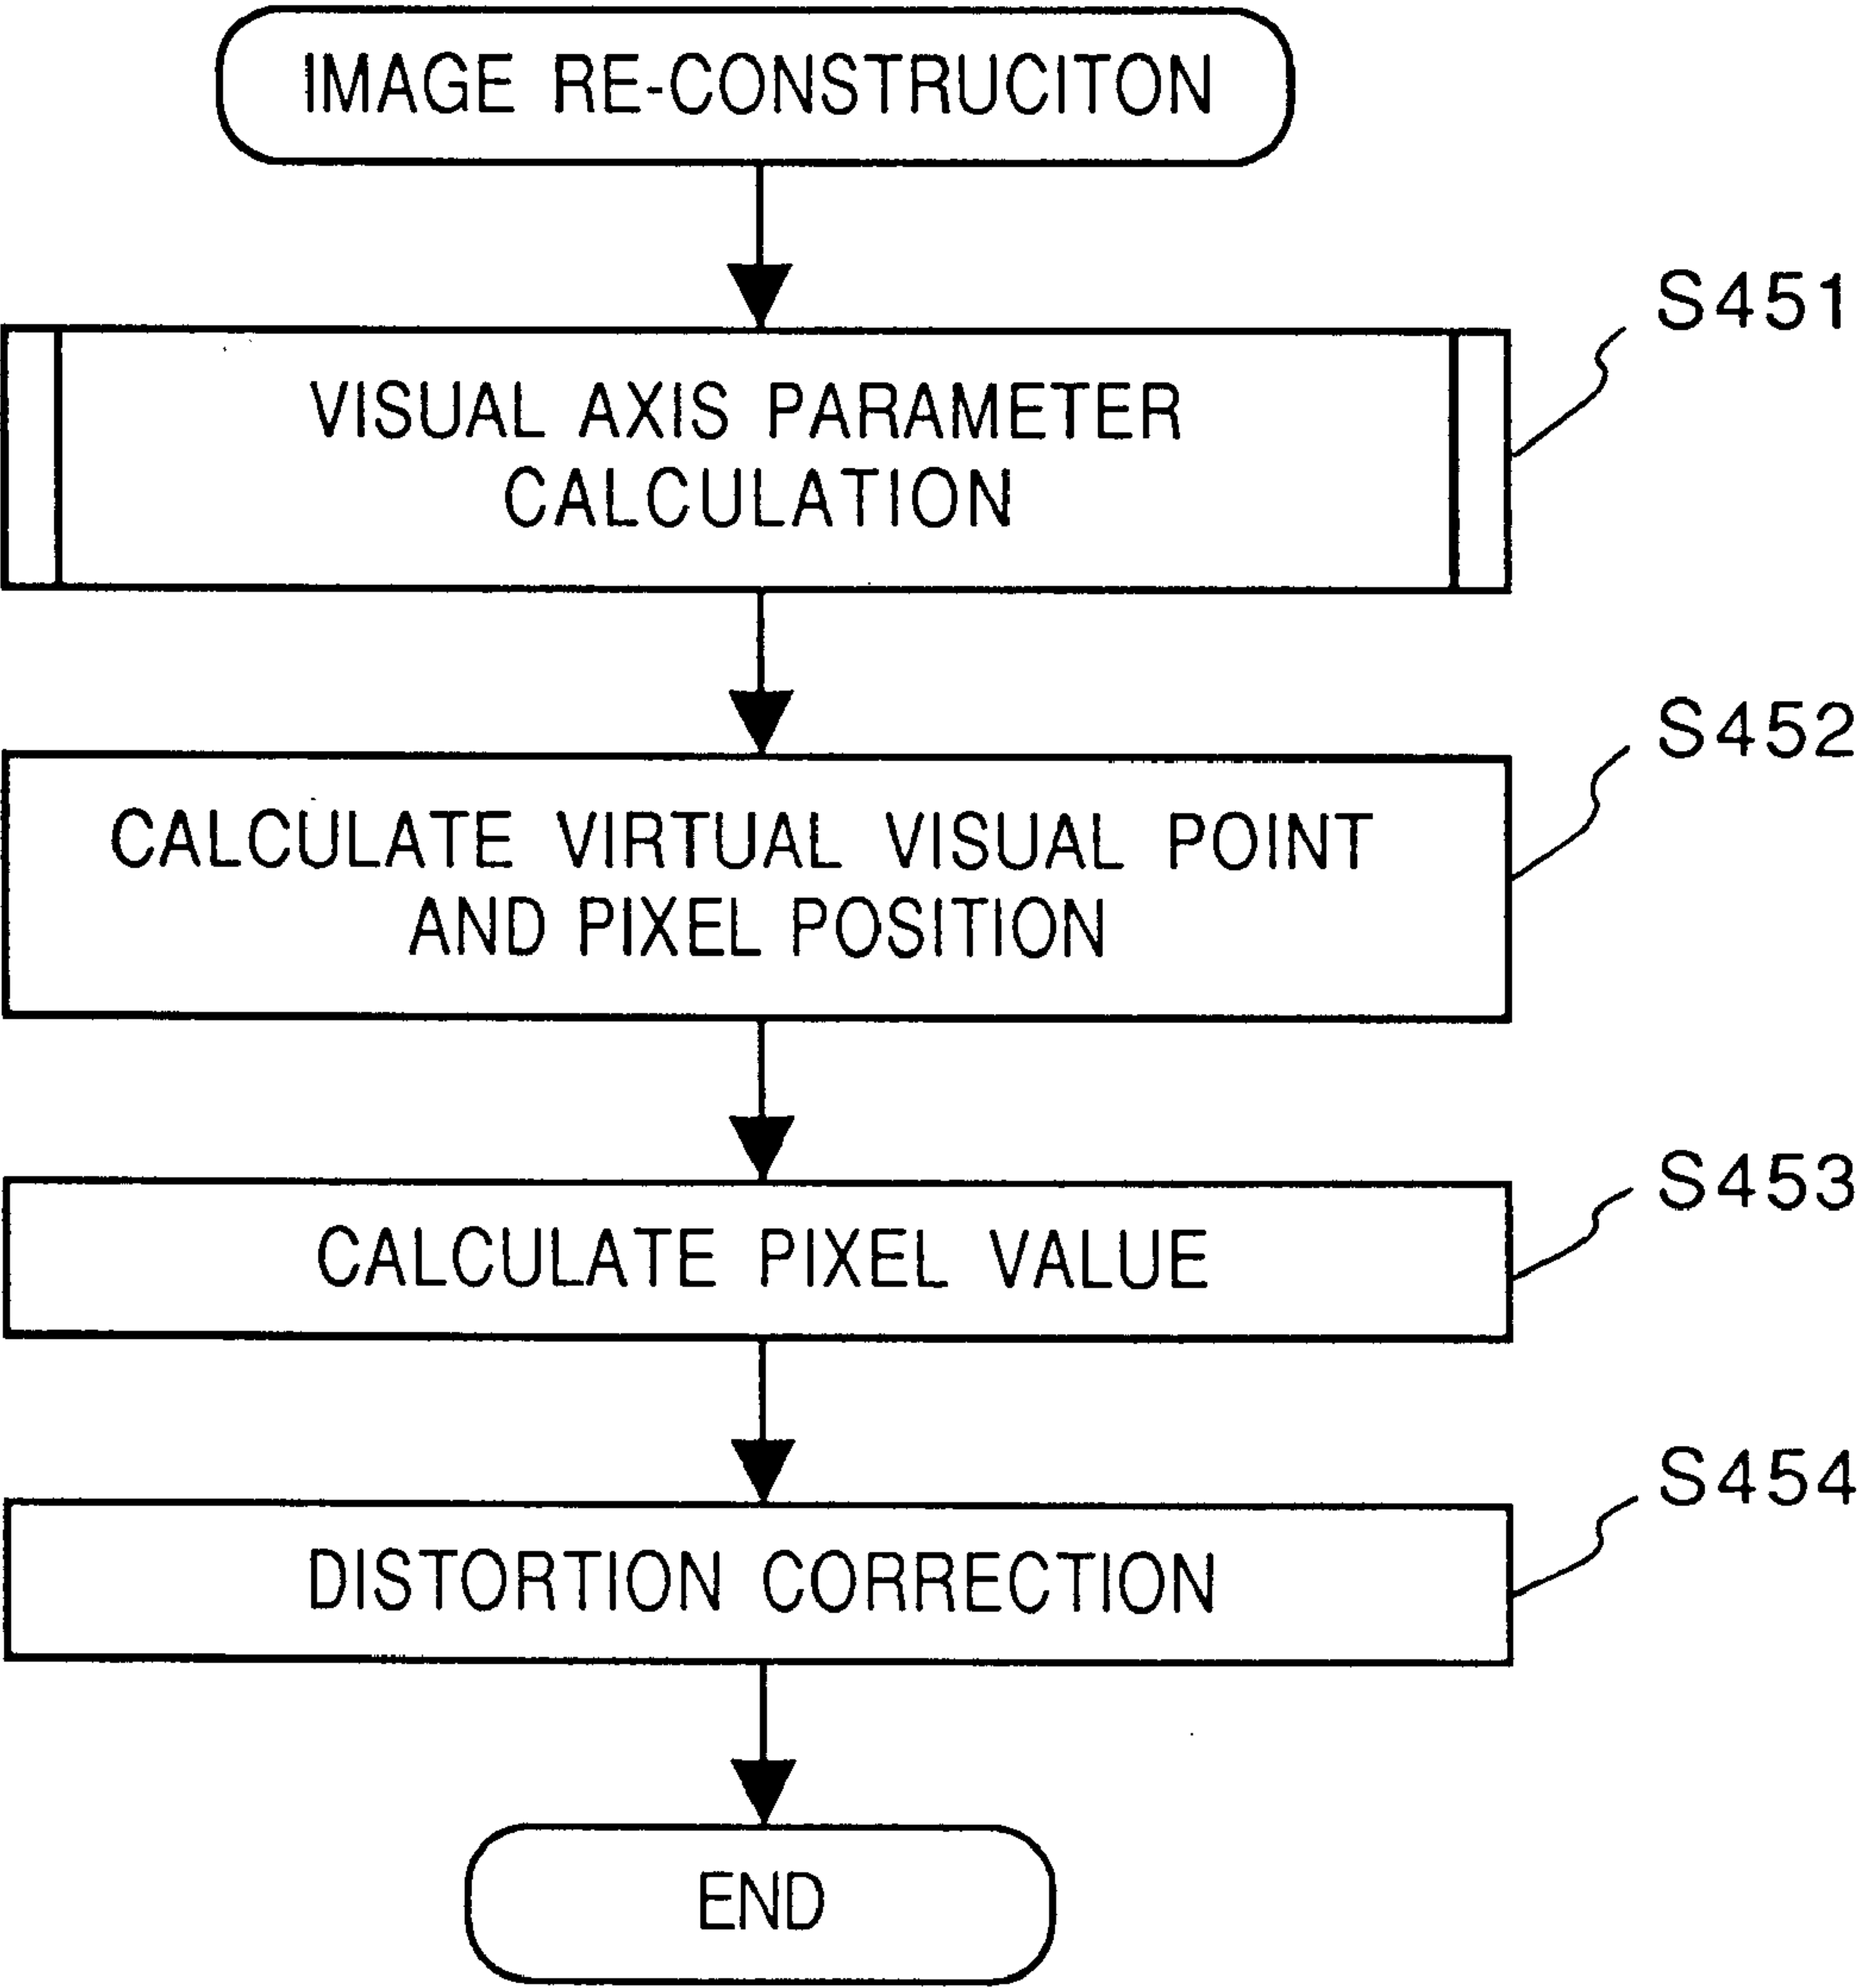 IMAGE RE-CONSTRUCITON
S451
VISUAL AXIS PARAMETER
CALCULATION
S452
CALCULATE VIRTUAL VISUAL POINT
AND PIXEL POSITION
S453
CALCULATE PIXEL VALUE
S454
DISTORTION CORRECTION
END